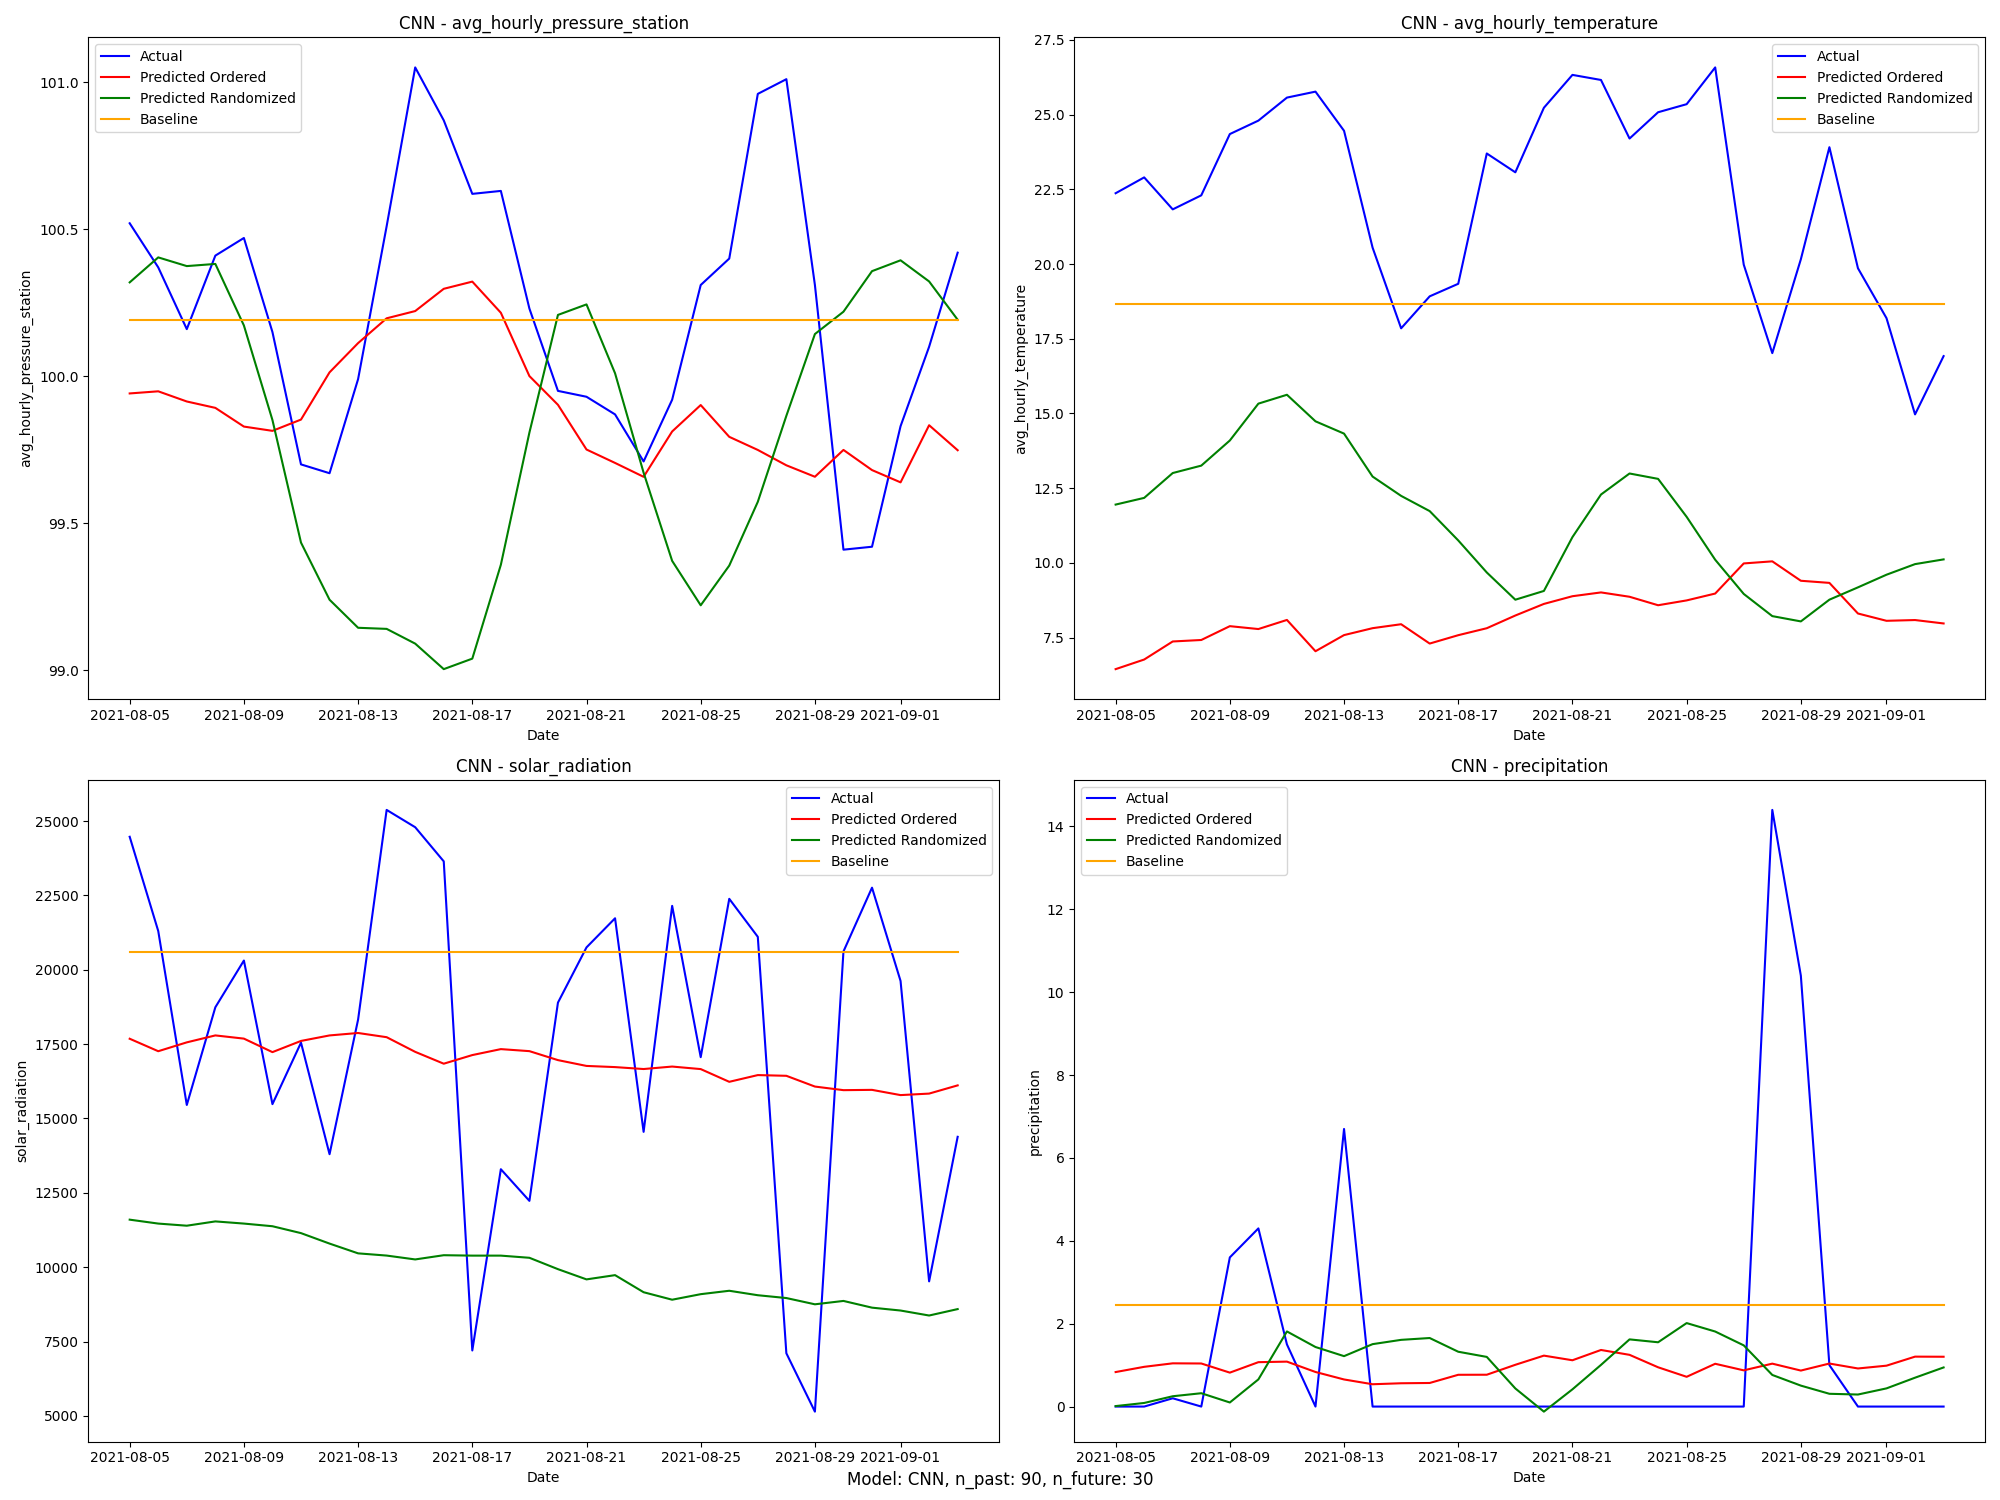 CNN - avg_hourly_pressure_station
Actual
Predicted Ordered
Predicted Randomized
Baseline
101.0
100.5
100.0
99.5
99.0
avg_hourly_pressure_station
2021-08-05 2021-08-09 2021-08-13 2021-08-17 2021-08-21 2021-08-25 2021-08-29 2021-09-01
Date
CNN - avg_hourly_temperature
Actual
Predicted Ordered
Predicted Randomized
Baseline
27.5
25.0
22.5
20.0
17.5
15.0
12.5
10.0
7.5
avg_hourly_temperature
2021-08-05 2021-08-09 2021-08-13 2021-08-17 2021-08-21 2021-08-25 2021-08-29 2021-09-01
Date
CNN - solar_radiation
Actual
Predicted Ordered
Predicted Randomized
Baseline
25000
22500
20000
17500
15000
12500
10000
7500
5000
solar_radiation
2021-08-05 2021-08-09 2021-08-13 2021-08-17 2021-08-21 2021-08-25 2021-08-29 2021-09-01
Date
CNN - precipitation
Actual
Predicted Ordered
Predicted Randomized
Baseline
14
12
10
8
6
4
2
0
precipitation
2021-08-05 2021-08-09 2021-08-13 2021-08-17 2021-08-21 2021-08-25 2021-08-29 2021-09-01
Date
Model: CNN, n_past: 90, n_future: 30